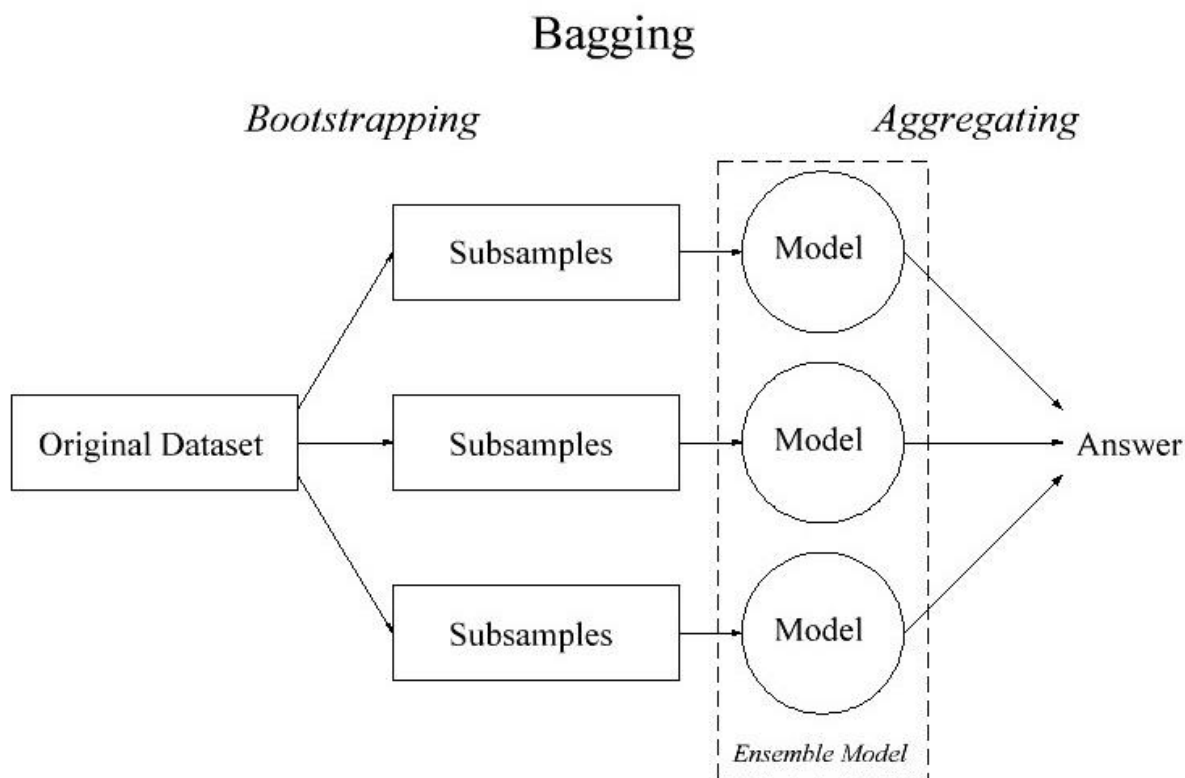 Bagging
Bootstrapping
Aggregating
Subsamples
Model
Original Dataset
Subsamples
Model
Answer
Subsamples
Model
Ensemble Model